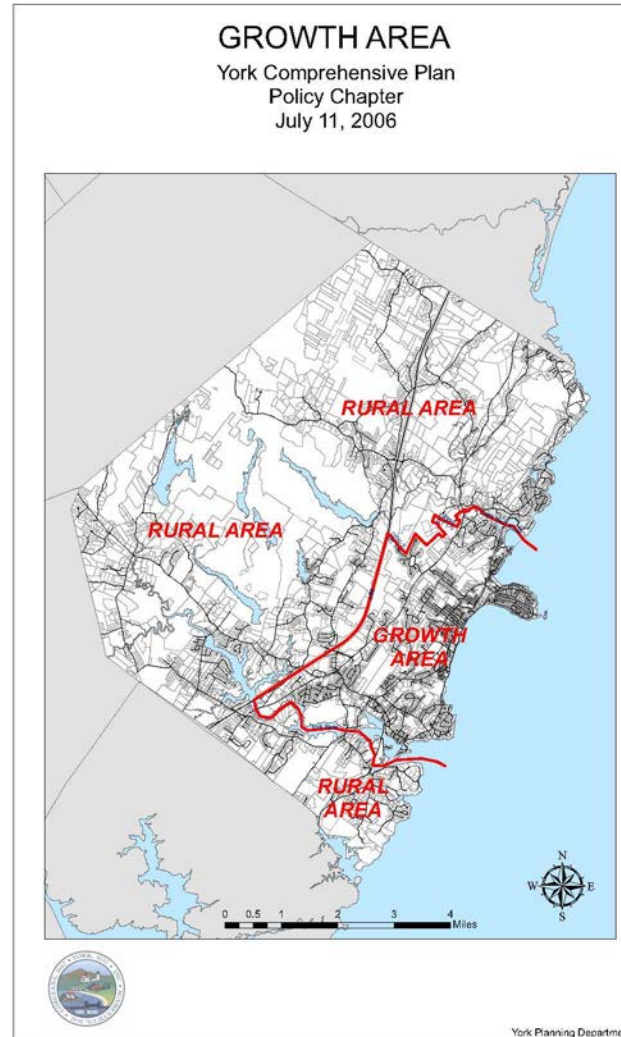 GROWTH AREA
York Comprehensive Plan
Policy Chapter
July 11, 2006
RURAL AREA
RURAL AREA
GROWTH
AREA
RURAL
AREA
N
W E
S
0 0.5 1 2 3 4
Miles
York Planning Departme